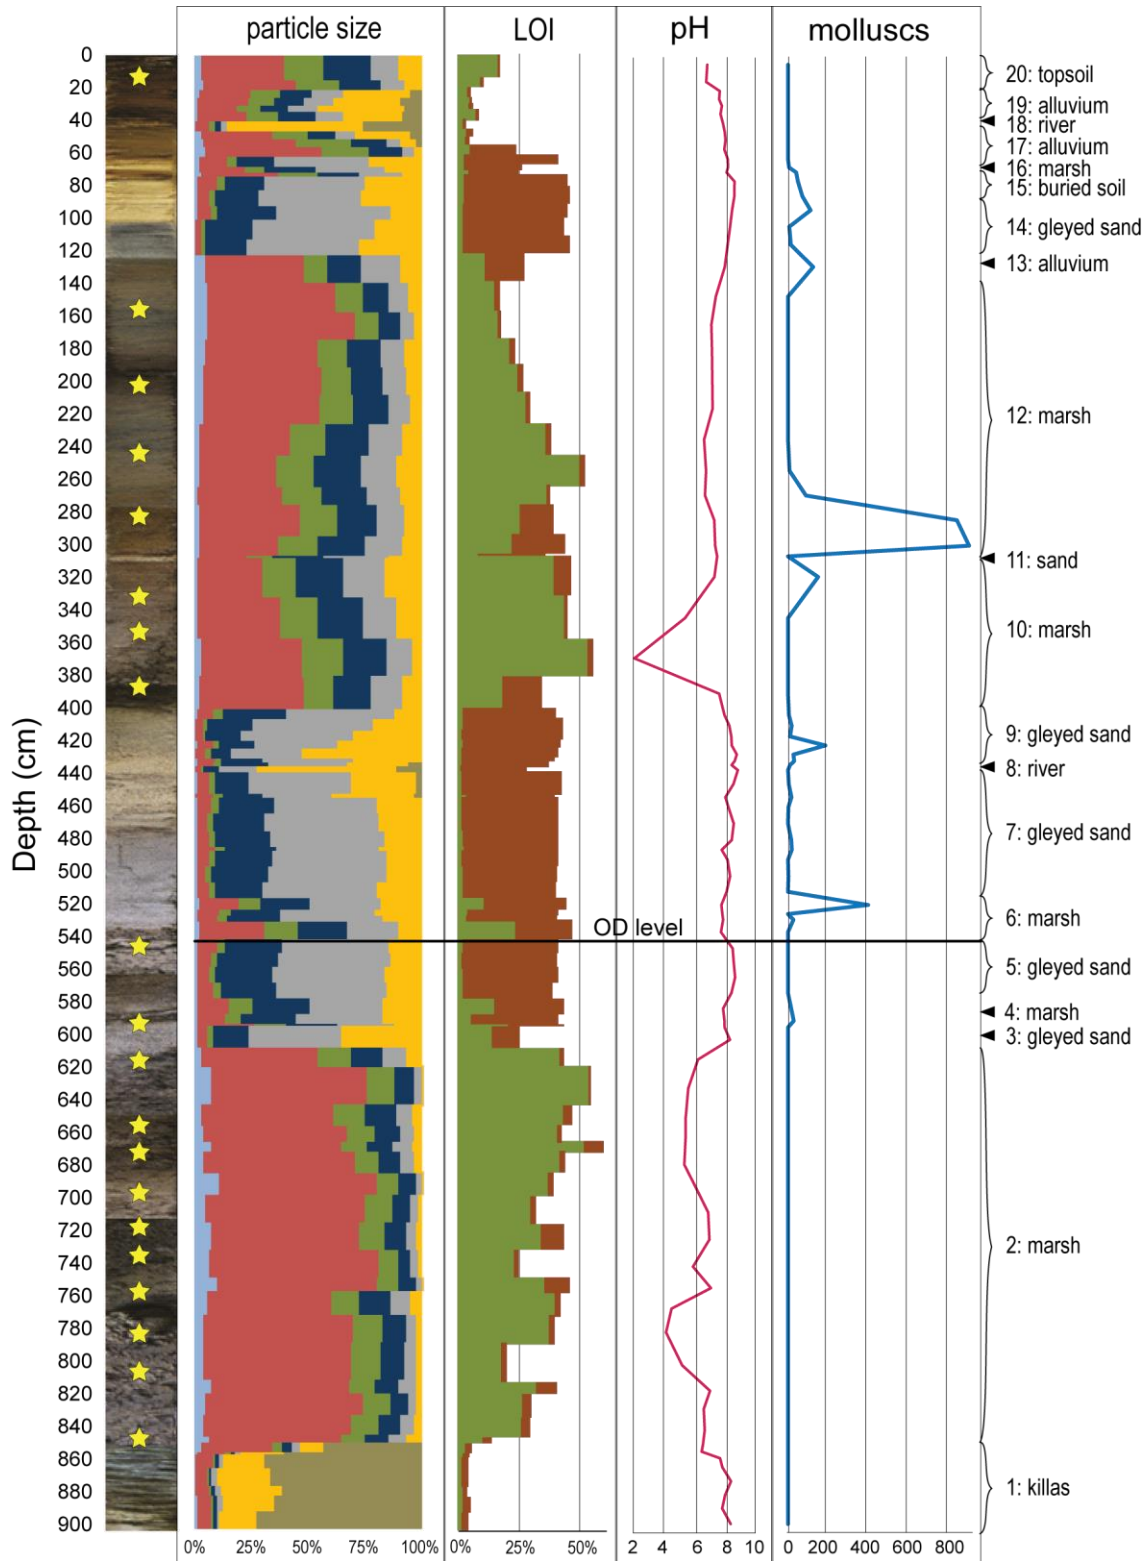 particle size
LOI
pH
molluscs
0
20
40
60
80
100
120
140
160
180
200
220
240
260
280
300
320
340
360
380
400
420
440
460
480
500
520
540
560
580
600
620
640
660
680
700
720
740
760
780
800
820
840
860
880
900
Depth (cm)
OD level
20: topsoil
19: alluvium
18: river
17: alluvium
16: marsh
15: buried soil
14: gleyed sand
13: alluvium
12: marsh
11: sand
10: marsh
9: gleyed sand
8: river
7: gleyed sand
6: marsh
5: gleyed sand
4: marsh
3: gleyed sand
2: marsh
1: killas
0% 25% 50% 75% 100%
0% 25% 50%
2 4 6 8 10
0 200 400 600 800